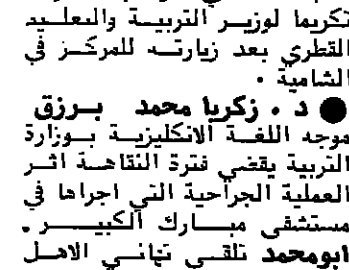 تكريما لوزير التربية والتعليم
القطري بعد زيارته للمركز في
الشامية .
● د . زكريا محمد برزق
موجه اللغة الانكليزية بوزارة
التربية يقضي فترة النقاهة اثر
العملية الجراحية التي اجراها في
مستشفى مبارك الكبير .
ابومحمد تلقى تهاني الاهل